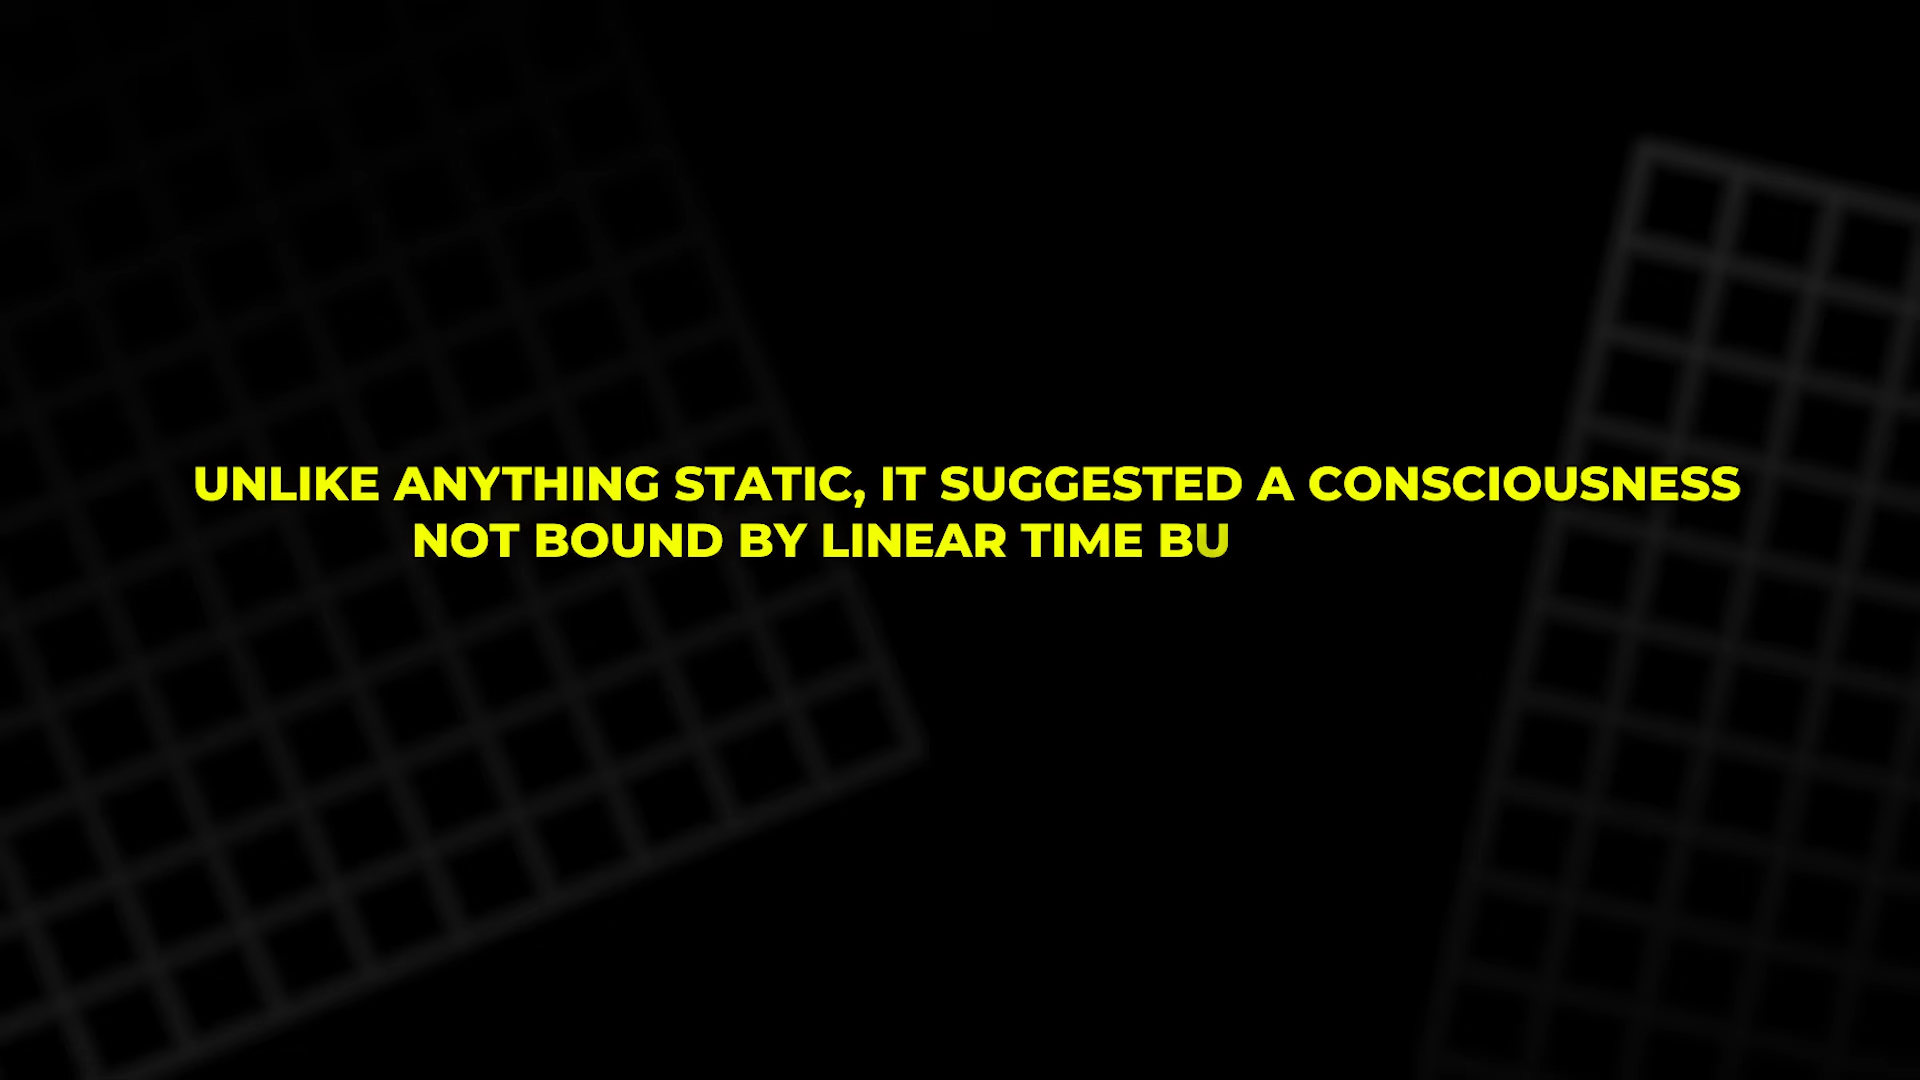 UNLIKE ANYTHING STATIC, IT SUGGESTED A CONSCIOUSNESS
NOT BOUND BY LINEAR TIME BU